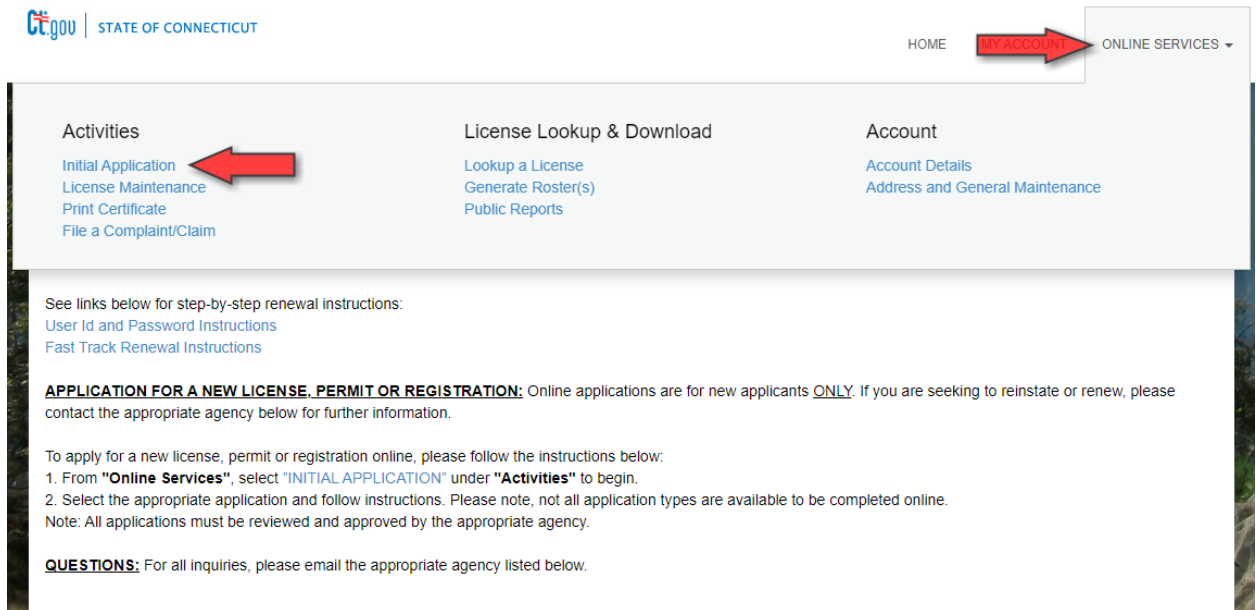 Ct.gov STATE OF CONNECTICUT
HOME MY ACCOUNT ONLINE SERVICES
Activities
Initial Application
License Maintenance
Print Certificate
File a Complaint/Claim
License Lookup & Download
Lookup a License
Generate Roster(s)
Public Reports
Account
Account Details
Address and General Maintenance
See links below for step-by-step renewal instructions:
User Id and Password Instructions
Fast Track Renewal Instructions
APPLICATION FOR A NEW LICENSE, PERMIT OR REGISTRATION: Online applications are for new applicants ONLY. If you are seeking to reinstate or renew, please
contact the appropriate agency below for further information.
To apply for a new license, permit or registration online, please follow the instructions below:
1. From "Online Services", select "INITIAL APPLICATION" under "Activities" to begin.
2. Select the appropriate application and follow instructions. Please note, not all application types are available to be completed online.
Note: All applications must be reviewed and approved by the appropriate agency.
QUESTIONS: For all inquiries, please email the appropriate agency listed below.